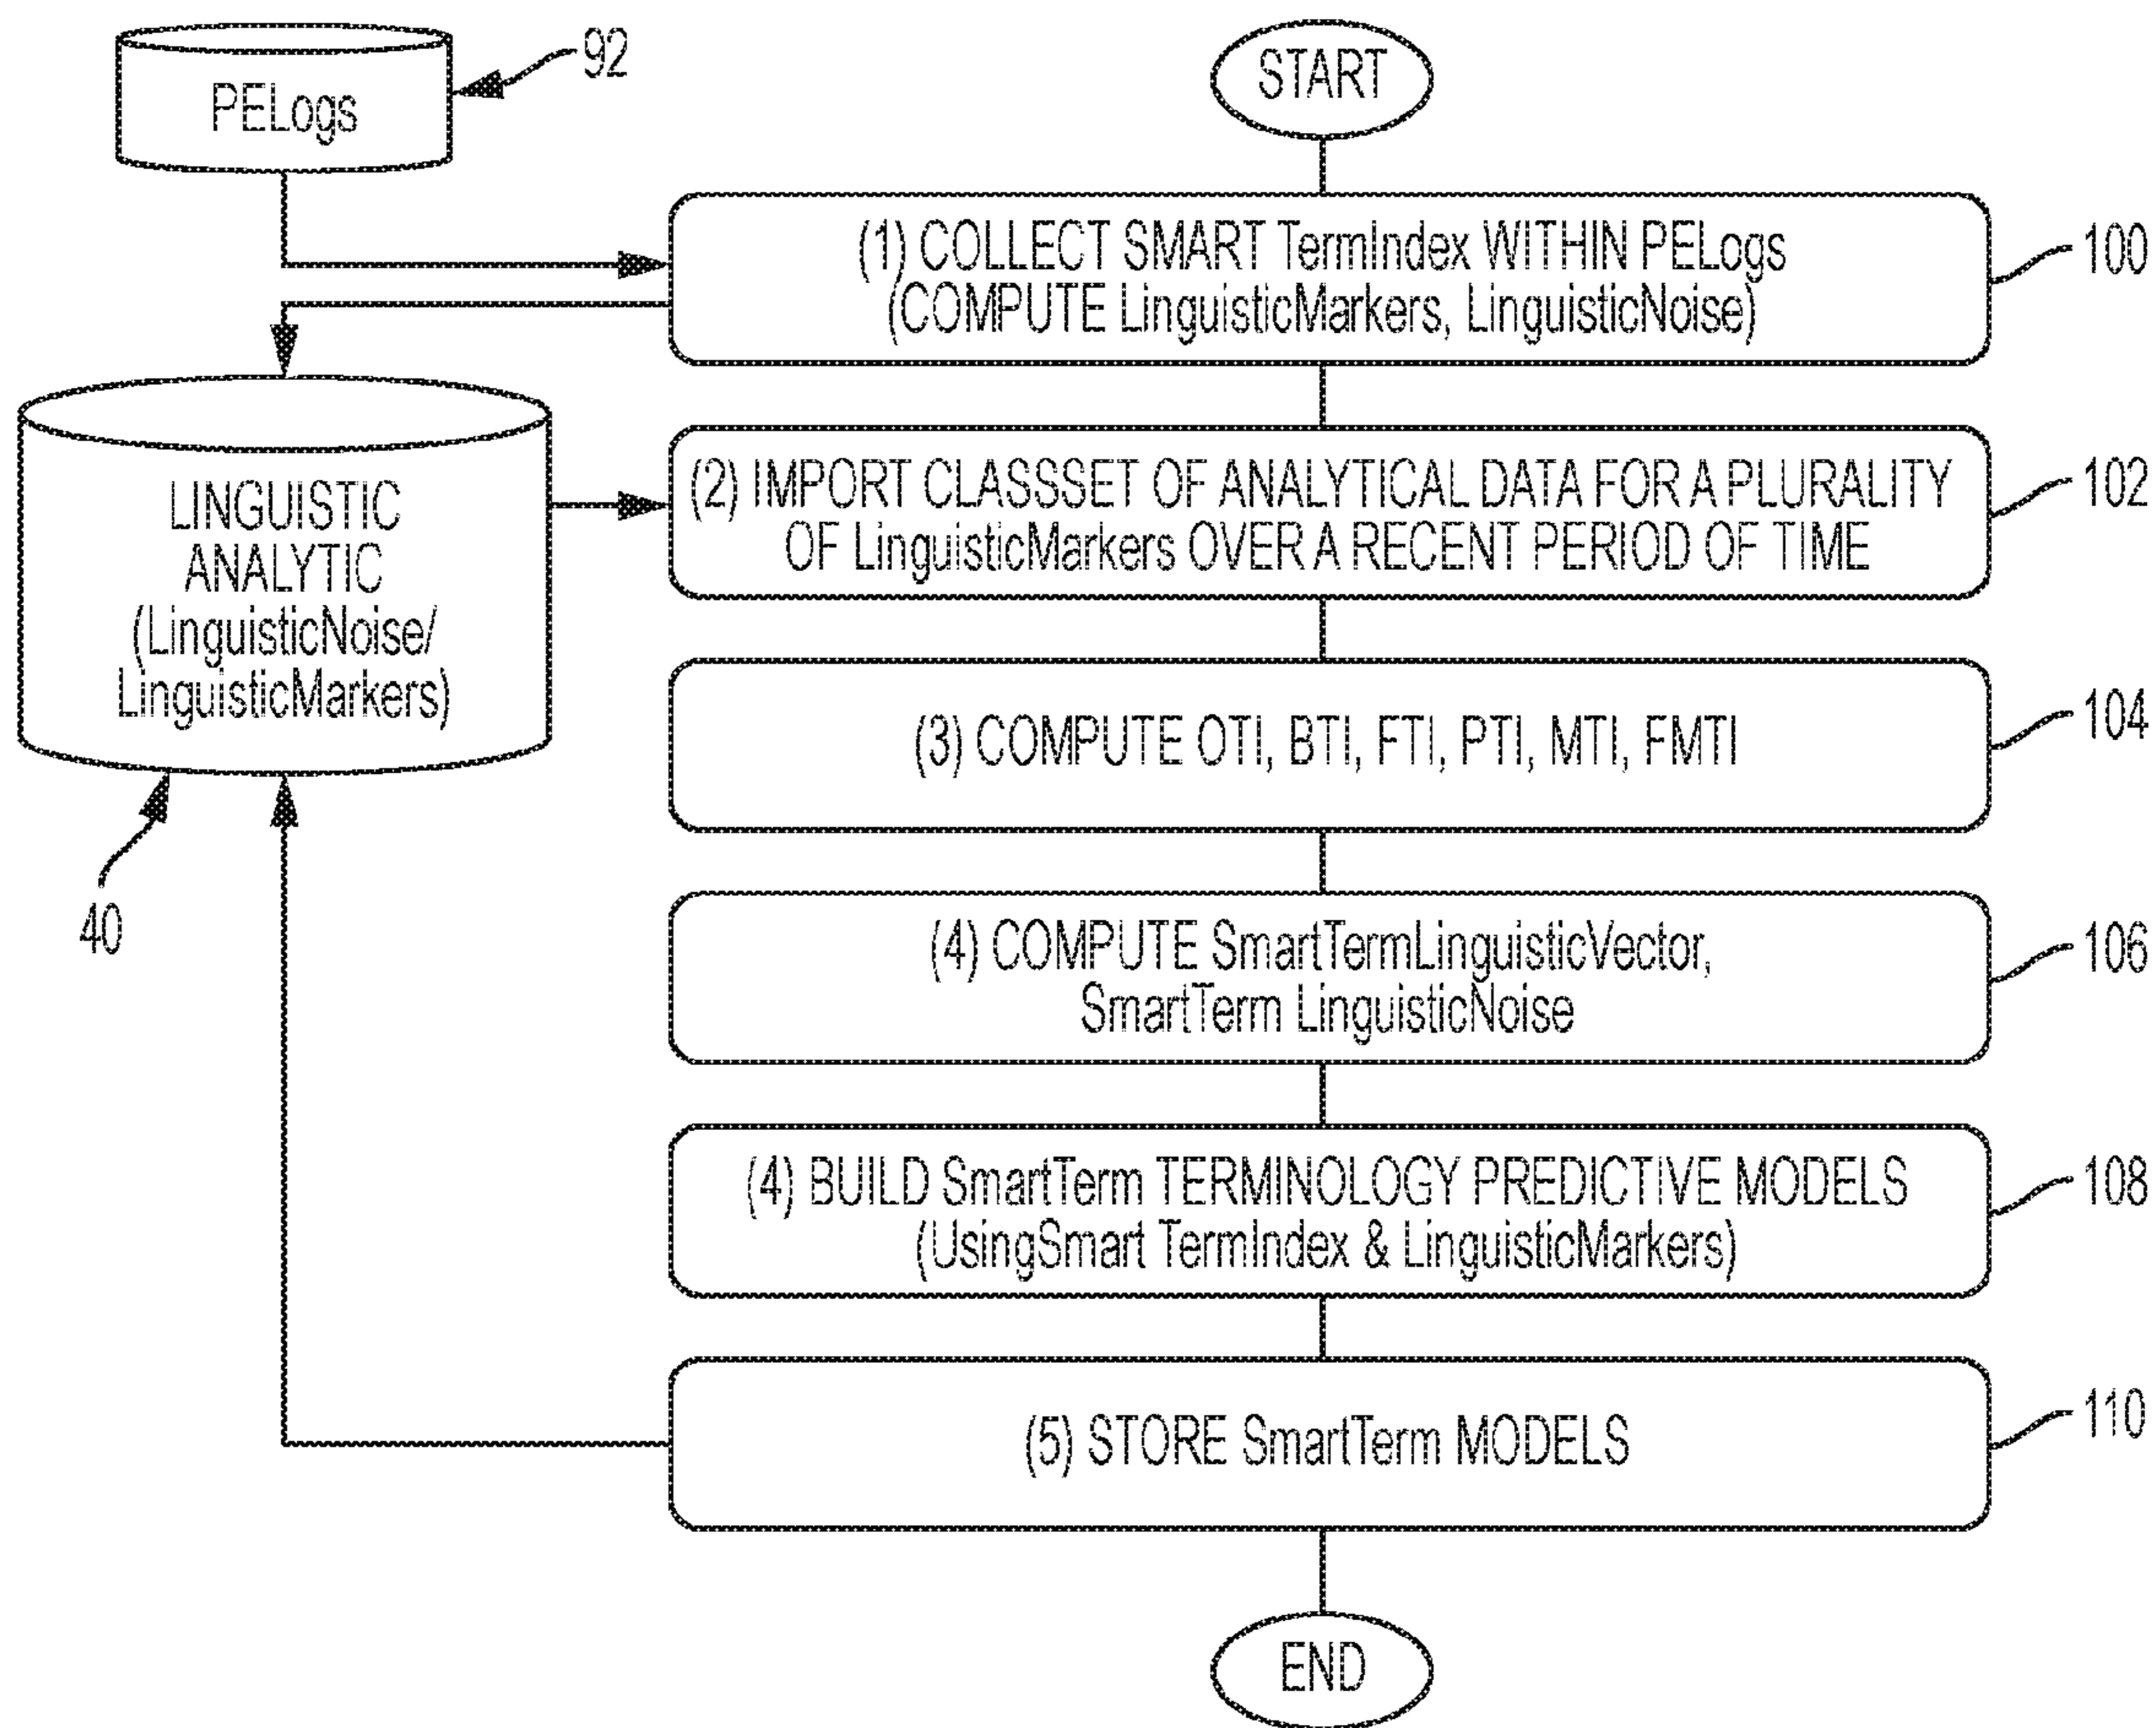 PELogs
92
START
(1) COLLECT SMART TermIndex WITHIN PELogs
(COMPUTE LinguisticMarkers, LinguisticNoise)
100
LINGUISTIC
ANALYTIC
(LinguisticNoise/
LinguisticMarkers)
40
(2) IMPORT CLASSSET OF ANALYTICAL DATA FOR A PLURALITY
OF LinguisticMarkers OVER A RECENT PERIOD OF TIME
102
(3) COMPUTE OTI, BTI, FTI, PTI, MTI, FMTI
104
(4) COMPUTE SmartTermLinguisticVector,
SmartTerm LinguisticNoise
106
(4) BUILD SmartTerm TERMINOLOGY PREDICTIVE MODELS
(UsingSmart TermIndex & LinguisticMarkers)
108
(5) STORE SmartTerm MODELS
110
END